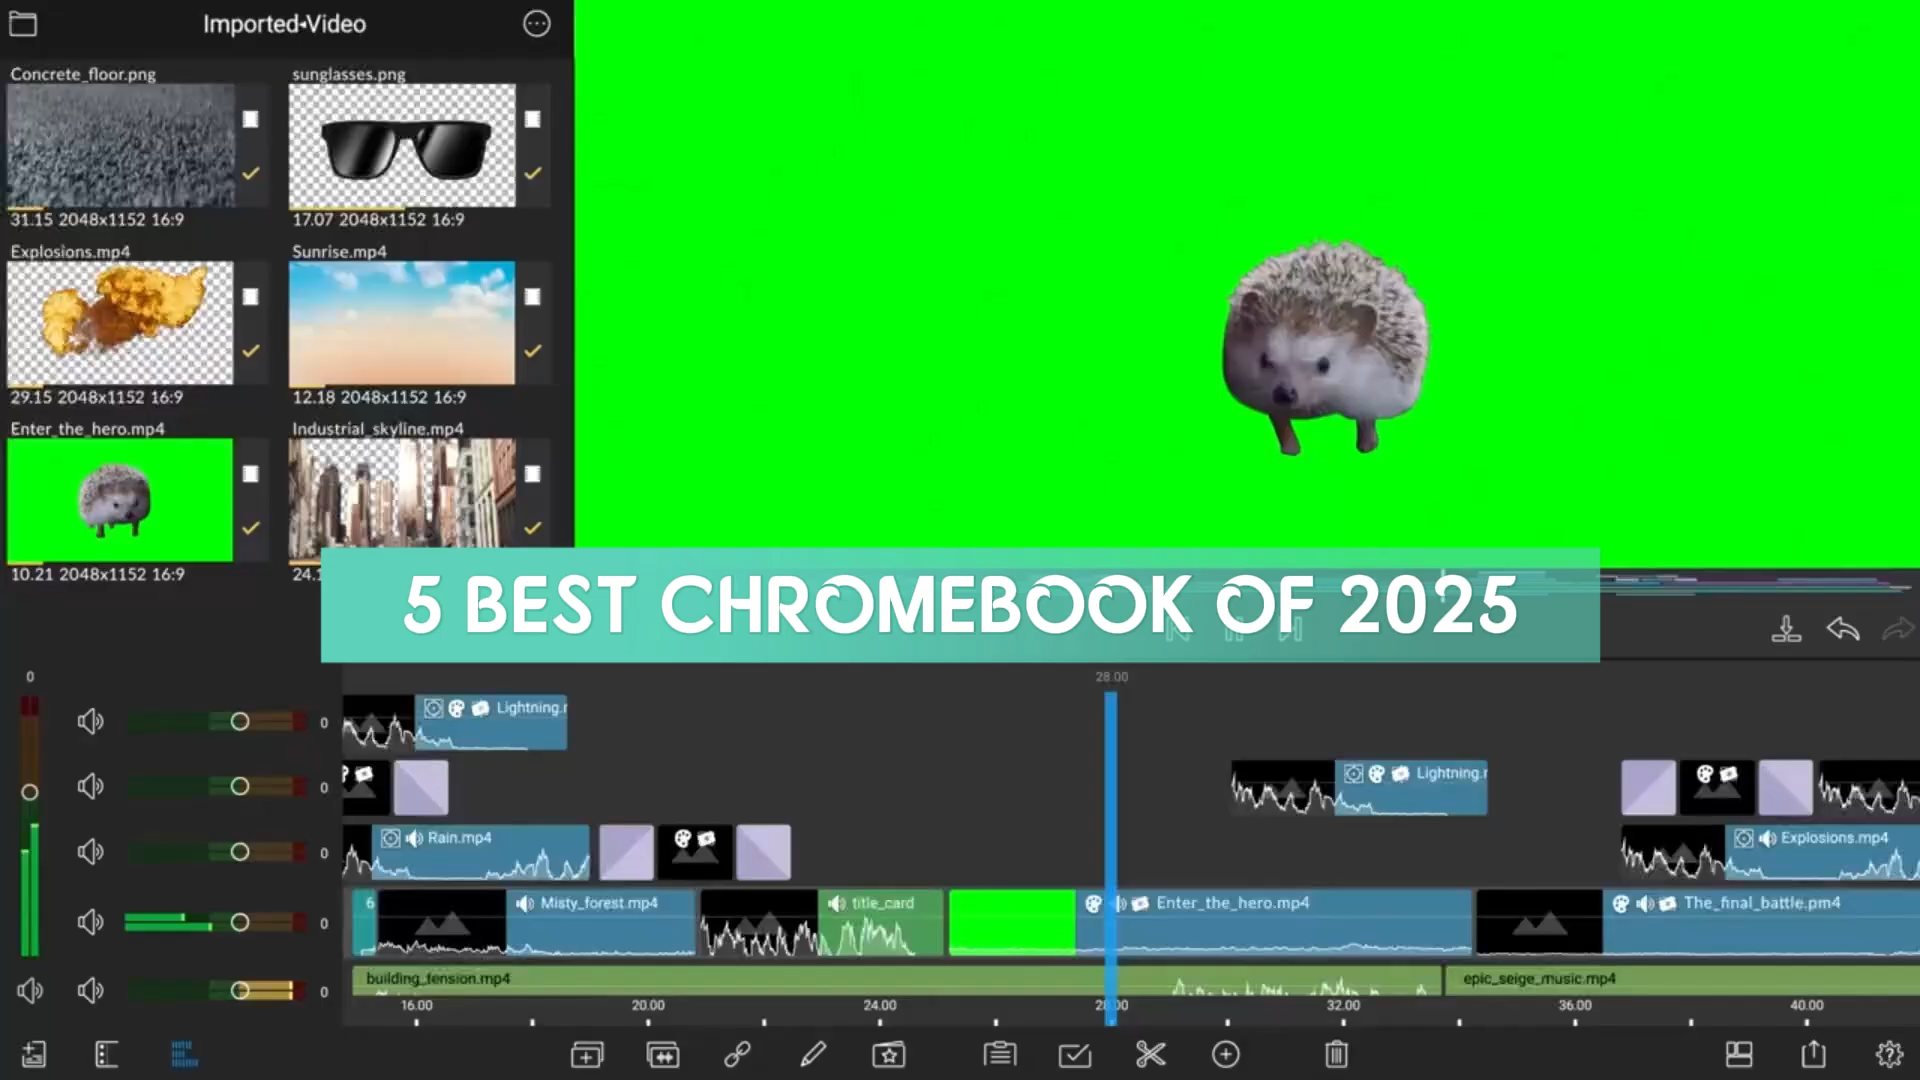 Imported◂Video
Concrete_floor.png
sunglasses.png
31.15 2048x1152 16:9
17.07 2048x1152 16:9
Explosions.mp4
Sunrise.mp4
29.15 2048x1152 16:9
12.18 2048x1152 16:9
Enter_the_hero.mp4
Industrial_skyline.mp4
10.21 2048x1152 16:9
5 BEST CHROMEBOOK OF 2025
0
28.00
0
Lightning.
0
Lightning.
0
Rain.mp4
Explosions.mp4
0
6
Misty_forest.mp4
title_card
Enter_the_hero.mp4
The_final_battle.pm4
0
building_tension.mp4
epic_seige_music.mp4
16.00
20.00
24.00
28.00
32.00
36.00
40.00